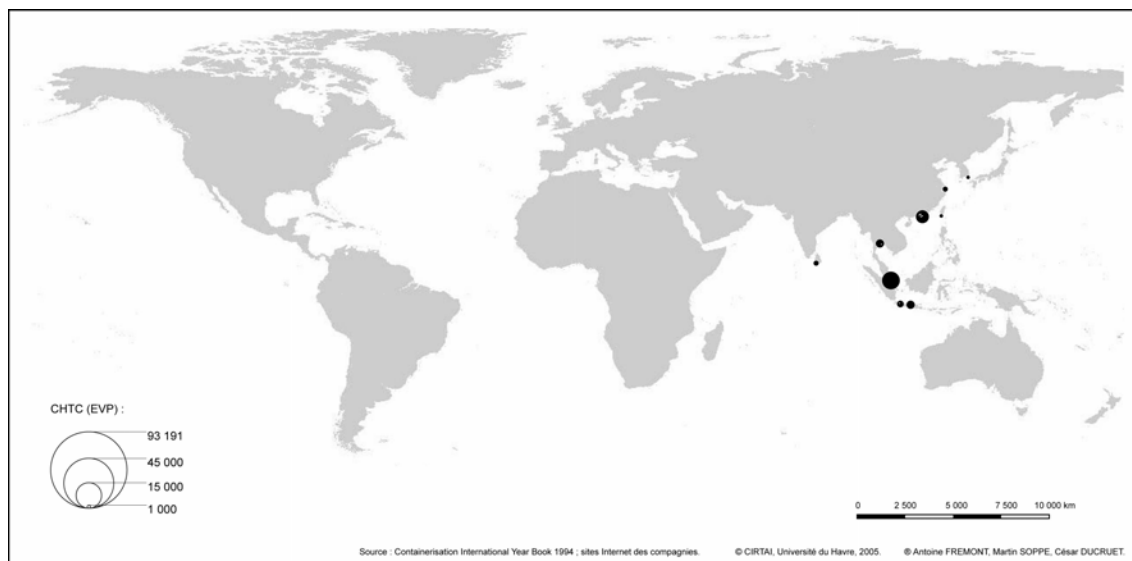 CHTC (EVP) :
93 191
45 000
15 000
1 000
0 2 500 5 000 7 500 10 000 km
Source : Containerisation International Year Book 1994 ; sites Internet des compagnies. © CIRTAI, Université du Havre, 2005. ® Antoine FREMONT, Martin SOPPE, César DUCRUET.